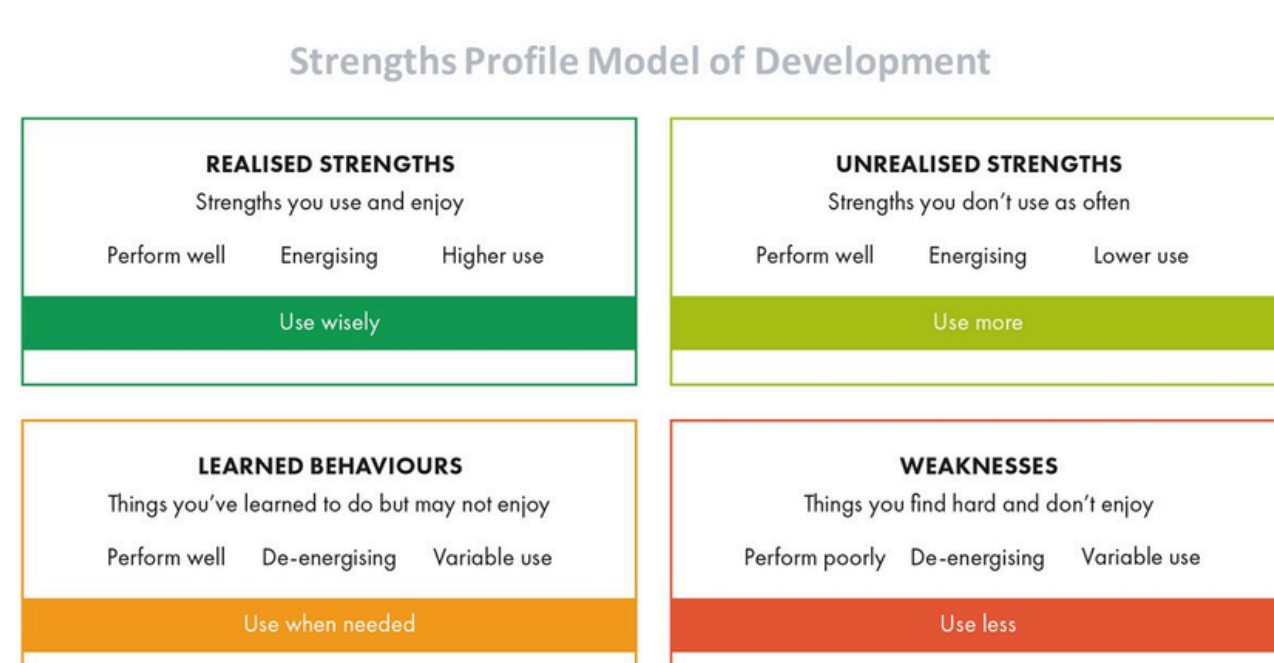 Strengths Profile Model of Development
REALISED STRENGTHS
Strengths you use and enjoy
Perform well Energising Higher use
Use wisely
UNREALISED STRENGTHS
Strengths you don't use as often
Perform well Energising Lower use
Use more
LEARNED BEHAVIOURS
Things you've learned to do but may not enjoy
Perform well De-energising Variable use
Use when needed
WEAKNESSES
Things you find hard and don't enjoy
Perform poorly De-energising Variable use
Use less